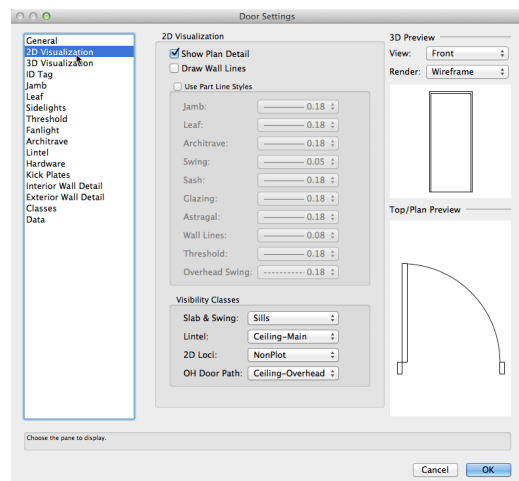 Door Settings
General
2D Visualization
3D Visualization
ID Tag
Jamb
Leaf
Sidelights
Threshold
Fanlight
Architrave
Lintel
Hardware
Kick Plates
Interior Wall Detail
Exterior Wall Detail
Classes
Data
2D Visualization
Show Plan Detail
Draw Wall Lines
Use Part Line Styles
Jamb: 0.18
Leaf: 0.18
Architrave: 0.18
Swing: 0.05
Sash: 0.18
Glazing: 0.18
Astragal: 0.18
Wall Lines: 0.08
Threshold: 0.18
Overhead Swing: 0.18
Visibility Classes
Slab & Swing: Sills
Lintel: Ceiling-Main
2D Loci: NonPlot
OH Door Path: Ceiling-Overhead
3D Preview
View: Front
Render: Wireframe
Top/Plan Preview
Choose the pane to display.
Cancel OK